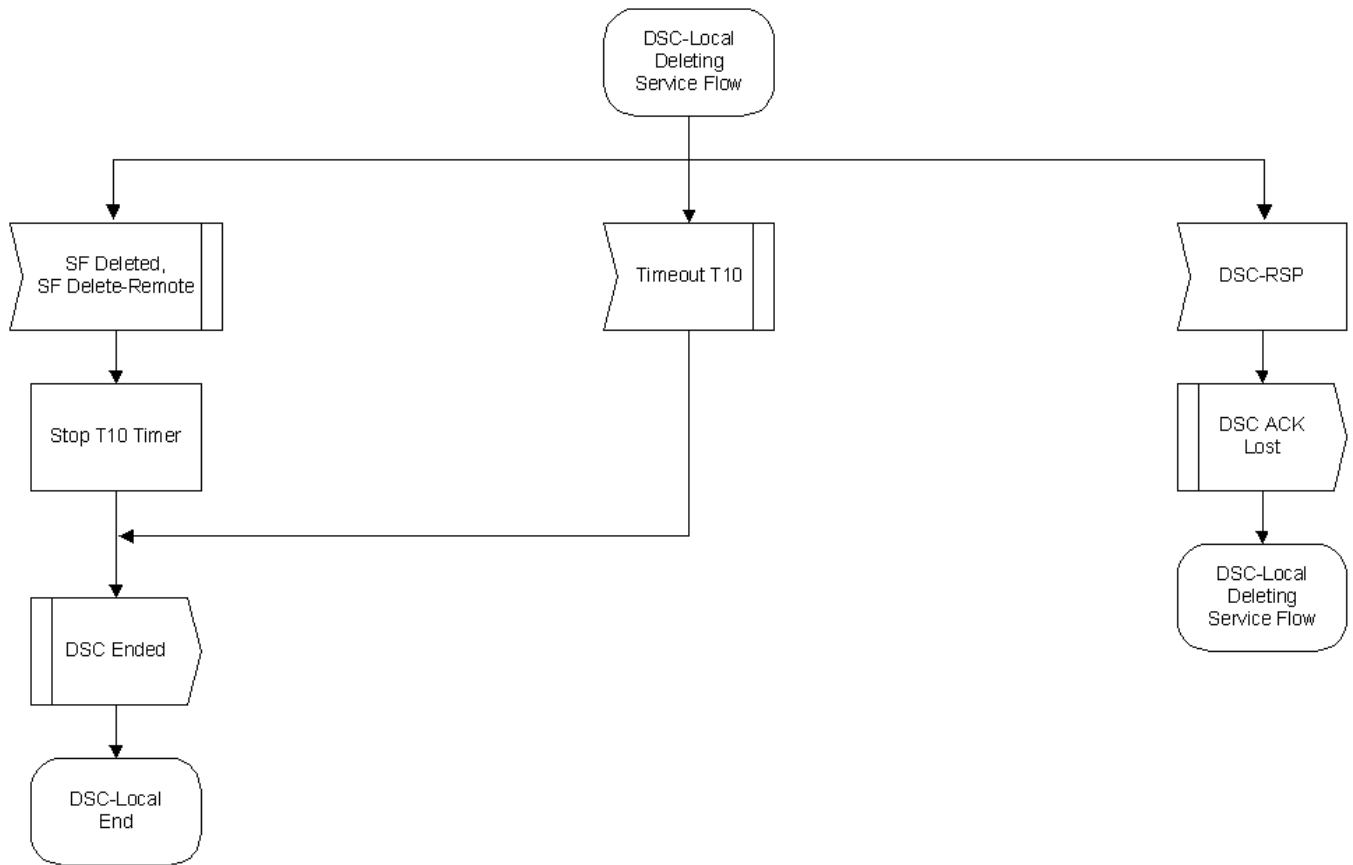 DSC-Local
Deleting
Service Flow
SF Deleted,
SF Delete-Remote
Timeout T10
DSC-RSP
Stop T10 Timer
DSC ACK
Lost
DSC Ended
DSC-Local
Deleting
Service Flow
DSC-Local
End